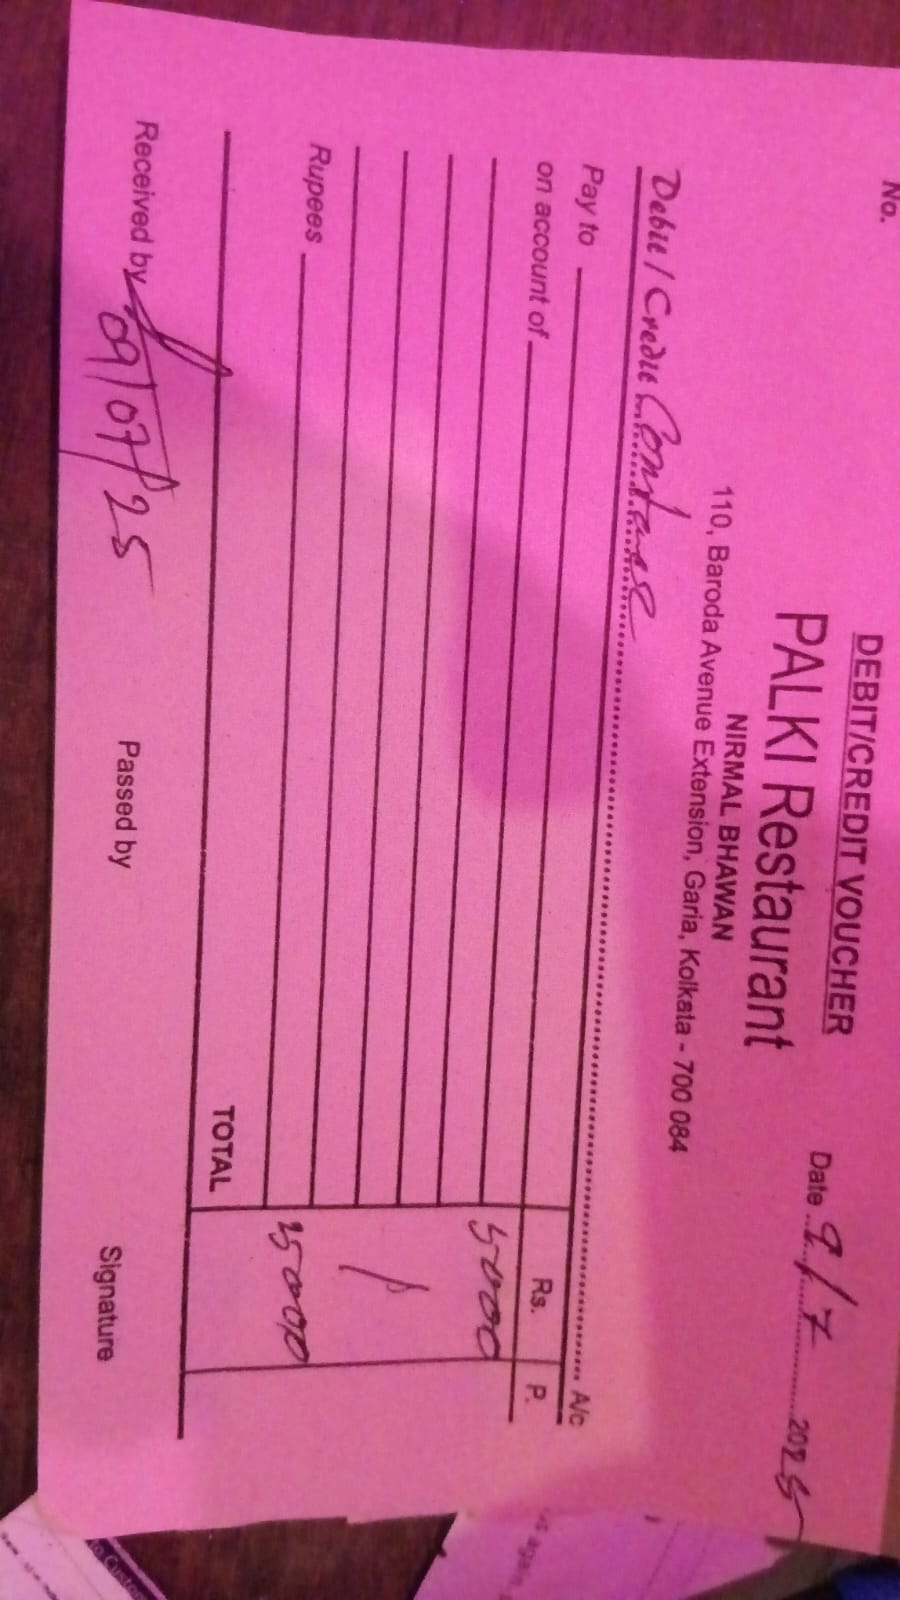 No.
DEBIT/CREDIT VOUCHER
PALKI Restaurant
Date 9/7 2025
NIRMAL BHAWAN
110, Baroda Avenue Extension, Garia, Kolkata - 700 084
Debit / Credit A/c
Pay to
Rs. P.
on account of
5000
Rupees
5000
TOTAL
Received by
09/07/25
Passed by
Signature